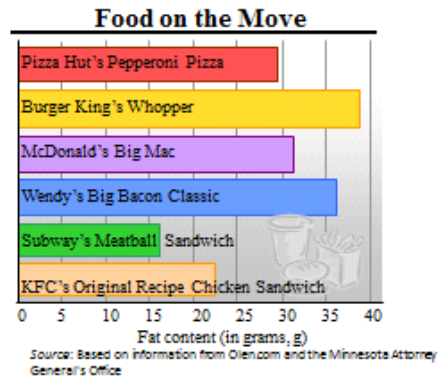 Food on the Move
Pizza Hut's Pepperoni Pizza
Burger King's Whopper
McDonald's Big Mac
Wendy's Big Bacon Classic
Subway's Meatball Sandwich
KFC's Original Recipe Chicken Sandwich
0 5 10 15 20 25 30 35 40
Fat content (in grams, g)
Source: Based on information from Olen.com and the Minnesota Attorney
General's Office